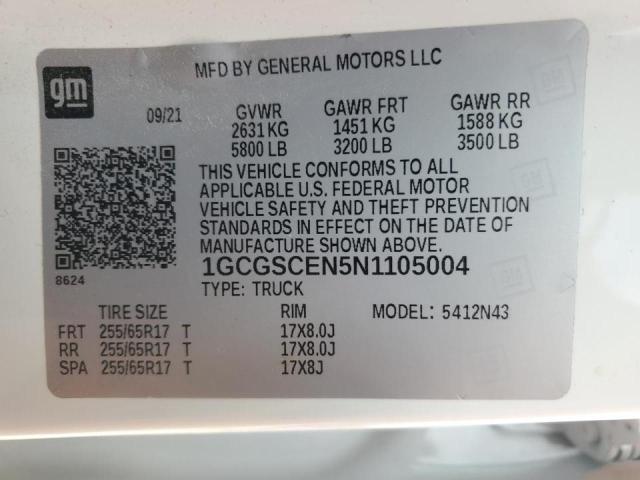 gm
MFD BY GENERAL MOTORS LLC
09/21 GVWR GAWR FRT GAWR RR
2631 KG 1451 KG 1588 KG
5800 LB 3200 LB 3500 LB
THIS VEHICLE CONFORMS TO ALL
APPLICABLE U.S. FEDERAL MOTOR
VEHICLE SAFETY AND THEFT PREVENTION
STANDARDS IN EFFECT ON THE DATE OF
MANUFACTURE SHOWN ABOVE.
8624
1GCGSCEN5N1105004
TYPE: TRUCK
TIRE SIZE RIM MODEL: 5412N43
FRT 255/65R17 T 17X8.0J
RR 255/65R17 T 17X8.0J
SPA 255/65R17 T 17X8J